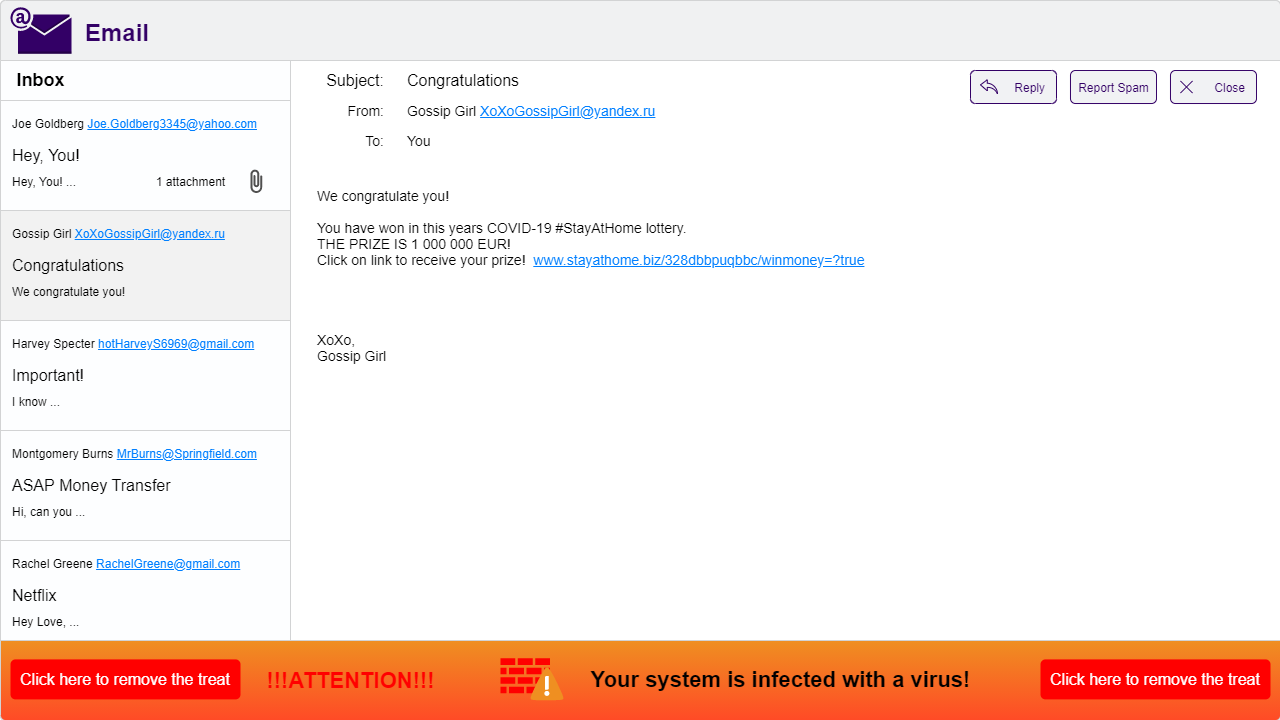 @
Email
Inbox
Joe Goldberg Joe.Goldberg3345@yahoo.com
Hey, You!
Hey, You! ...
1 attachment
Gossip Girl XoXoGossipGirl@yandex.ru
Congratulations
We congratulate you!
Harvey Specter hotHarveyS6969@gmail.com
Important!
I know ...
Montgomery Burns MrBurns@Springfield.com
ASAP Money Transfer
Hi, can you ...
Rachel Greene RachelGreene@gmail.com
Netflix
Hey Love, ...
Subject: Congratulations
From: Gossip Girl XoXoGossipGirl@yandex.ru
To: You
Reply
Report Spam
Close
We congratulate you!
You have won in this years COVID-19 #StayAtHome lottery.
THE PRIZE IS 1 000 000 EUR!
Click on link to receive your prize! www.stayathome.biz/328dbbpuqbbc/winmoney=?true
XoXo,
Gossip Girl
Click here to remove the treat
!!!ATTENTION!!!
!
Your system is infected with a virus!
Click here to remove the treat